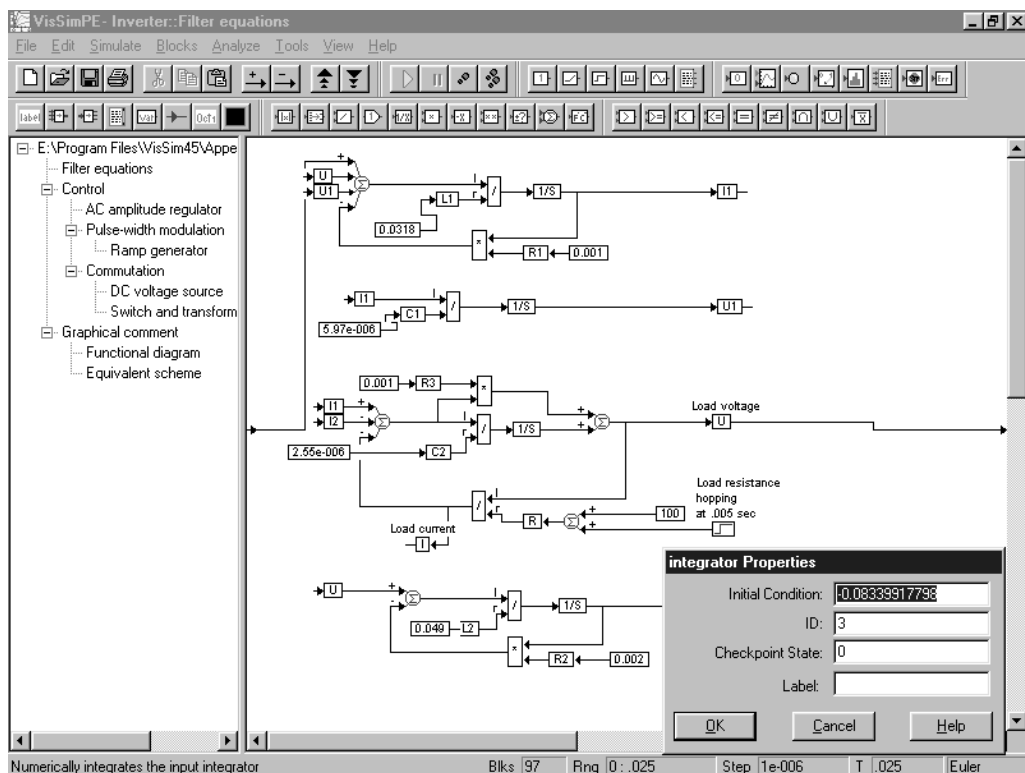 VisSimPE- Inverter::Filter equations
File Edit Simulate Blocks Analyze Tools View Help
label var
E:\Program Files\VisSim45\Appe
Filter equations
Control
AC amplitude regulator
Pulse-width modulation
Ramp generator
Commutation
DC voltage source
Switch and transform
Graphical comment
Functional diagram
Equivalent scheme
+
U
U1
-
Σ
l
r
/
1/S
I1
L1
0.0318
*
R1
0.001
I1
l
/
1/S
U1
C1
5.97e-006
0.001
R3
*
I1
+
I2
-
-
Σ
l
r
/
1/S
+
+
Σ
Load voltage
U
2.55e-006
C2
l
r
/
R
Σ
+
+
100
Load resistance
hopping
at .005 sec
Load current
I
U
+
-
Σ
l
r
/
1/S
0.049
L2
*
R2
0.002
integrator Properties
Initial Condition: -0.08339917798
ID: 3
Checkpoint State: 0
Label:
OK Cancel Help
Numerically integrates the input integrator Blks 97 Rng 0 : .025 Step 1e-006 T .025 Euler